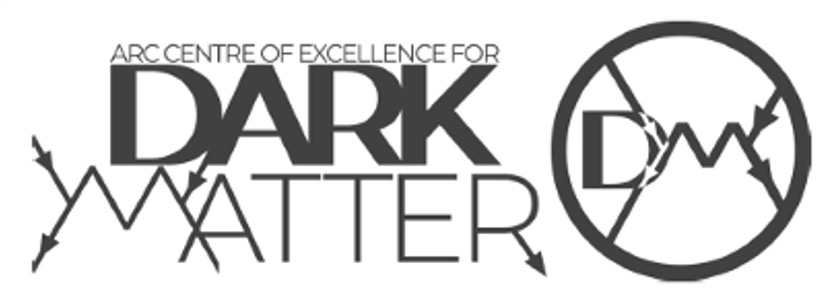 ARC CENTRE OF EXCELLENCE FOR
DARK
MATTER
DM